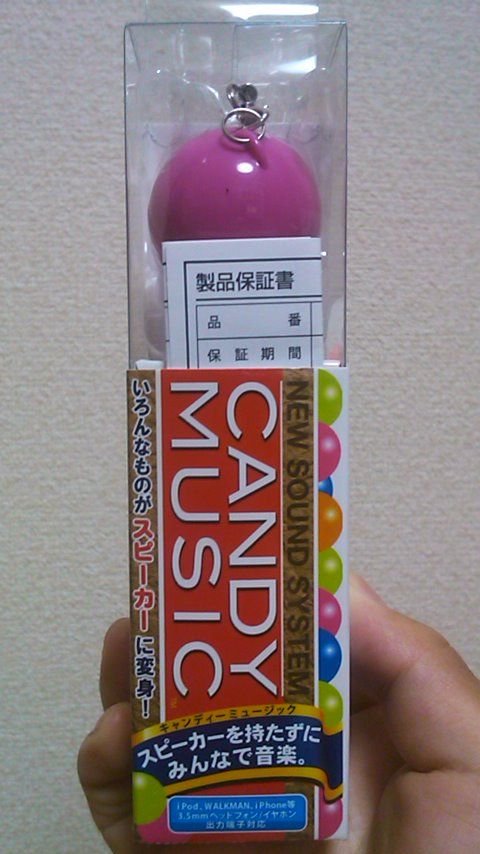 製品保証書
品番
保証期間
NEW SOUND SYSTEM
CANDY
MUSIC
TM
いろんなものがスピーカーに変身!
キャンディーミュージック
スピーカーを持たずに
みんなで音楽。
iPod、WALKMAN、iPhone等
3.5mmヘッドフォン/イヤホン
出力端子対応